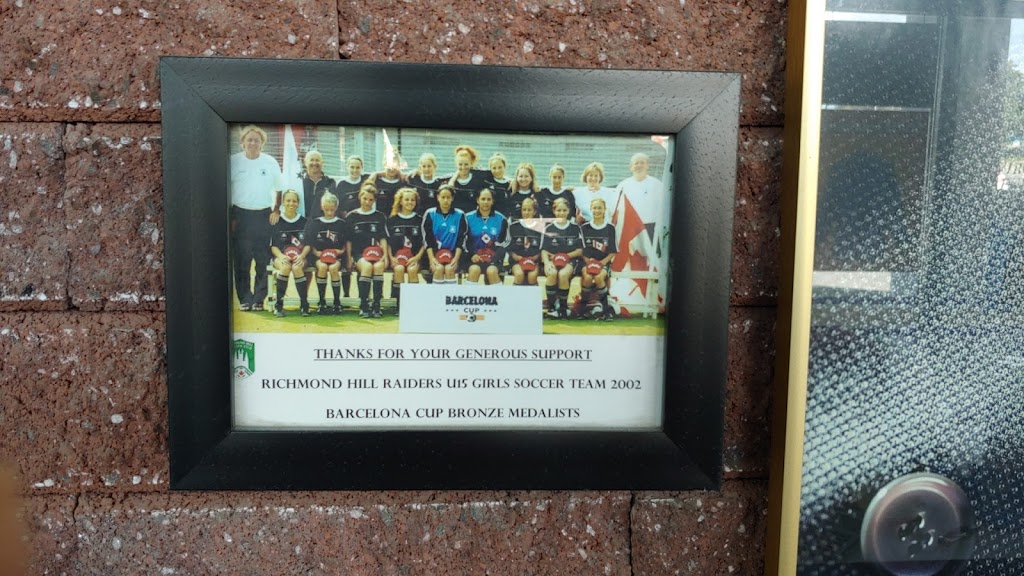 BARCELONA
CUP
THANKS FOR YOUR GENEROUS SUPPORT
RICHMOND HILL RAIDERS U15 GIRLS SOCCER TEAM 2002
BARCELONA CUP BRONZE MEDALISTS